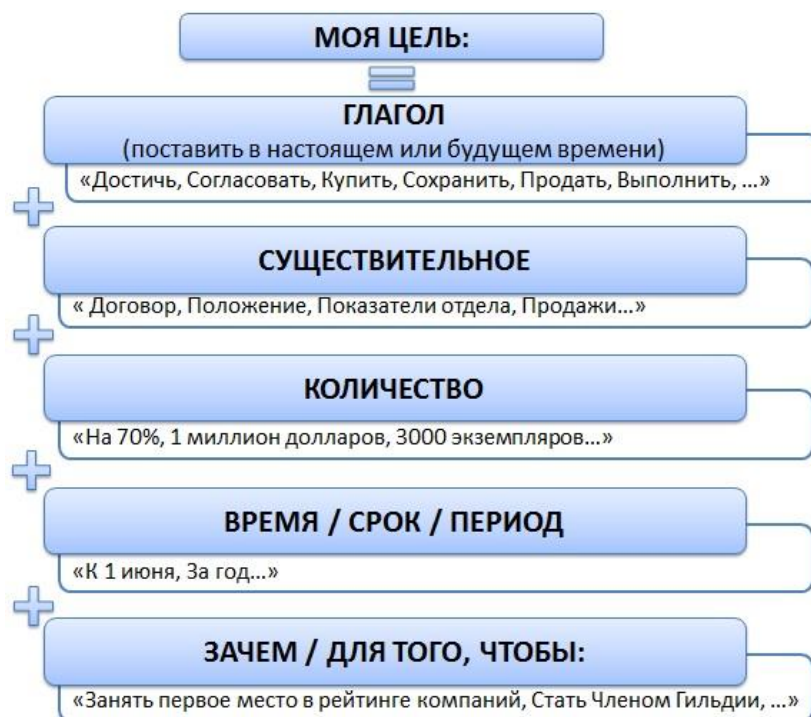 МОЯ ЦЕЛЬ:
ГЛАГОЛ
(поставить в настоящем или будущем времени)
«Достичь, Согласовать, Купить, Сохранить, Продать, Выполнить, ...»
СУЩЕСТВИТЕЛЬНОЕ
« Договор, Положение, Показатели отдела, Продажи...»
КОЛИЧЕСТВО
«На 70%, 1 миллион долларов, 3000 экземпляров...»
ВРЕМЯ / СРОК / ПЕРИОД
«К 1 июня, За год...»
ЗАЧЕМ / ДЛЯ ТОГО, ЧТОБЫ:
«Занять первое место в рейтинге компаний, Стать Членом Гильдии, ...»